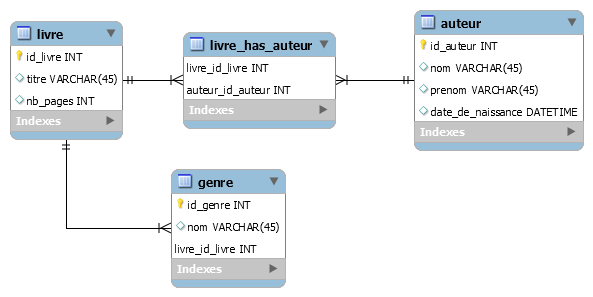 livre
id_livre INT
titre VARCHAR(45)
nb_pages INT
Indexes
livre_has_auteur
livre_id_livre INT
auteur_id_auteur INT
Indexes
auteur
id_auteur INT
nom VARCHAR(45)
prenom VARCHAR(45)
date_de_naissance DATETIME
Indexes
genre
id_genre INT
nom VARCHAR(45)
livre_id_livre INT
Indexes